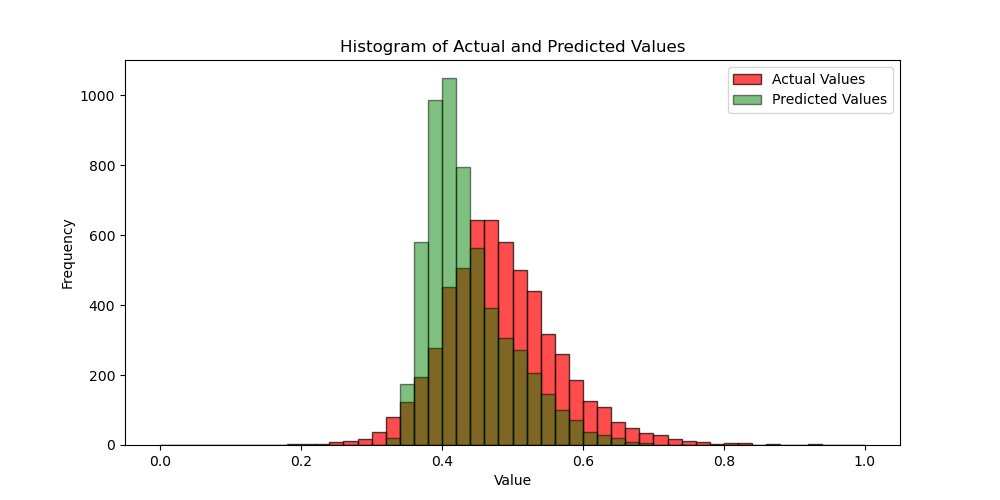 Histogram of Actual and Predicted Values
Actual Values
Predicted Values
1000
800
600
400
200
0
Frequency
0.0
0.2
0.4
0.6
0.8
1.0
Value